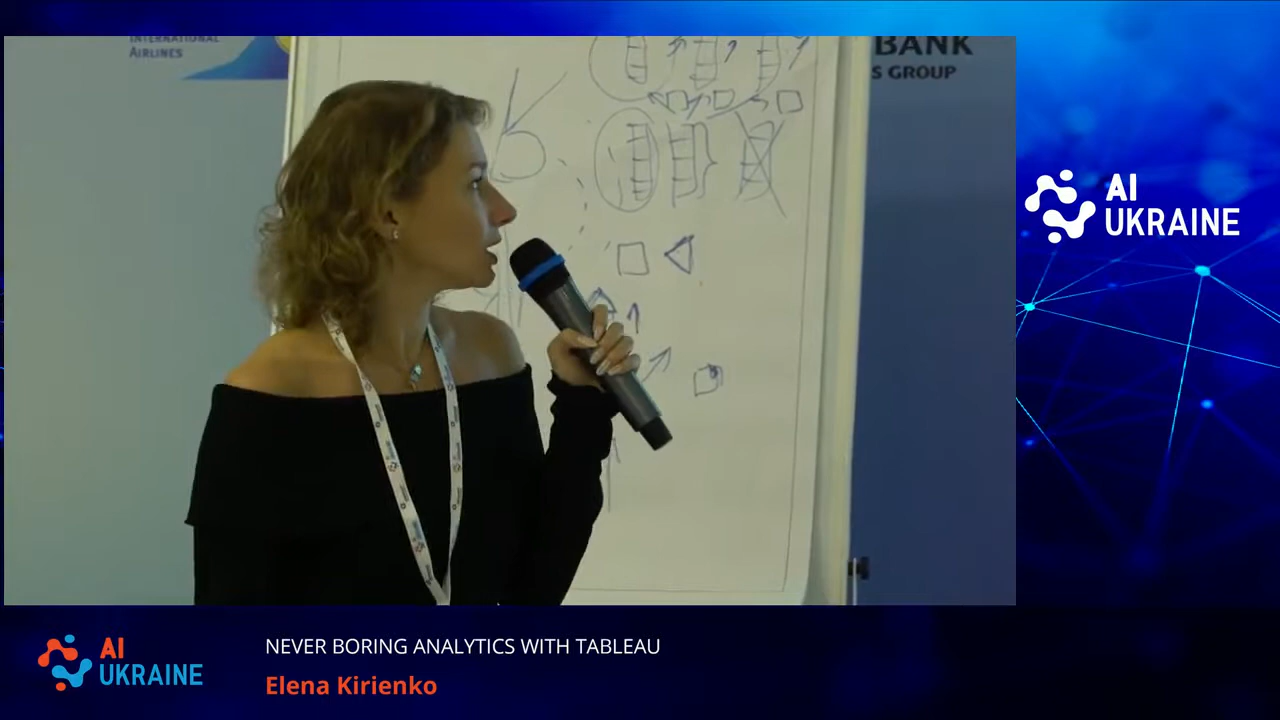 INTERNATIONAL
AIRLINES
BANK
S GROUP
AI
UKRAINE
AI
UKRAINE
NEVER BORING ANALYTICS WITH TABLEAU
Elena Kirienko